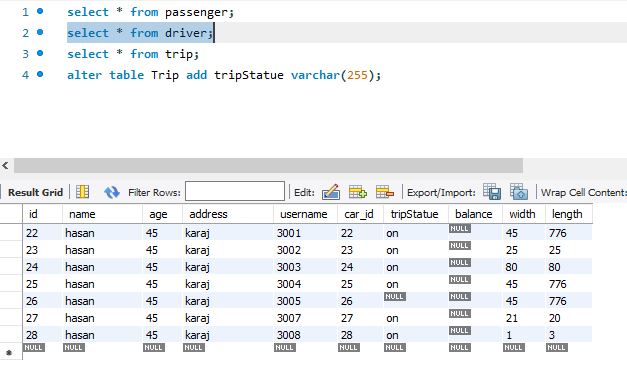 1 select * from passenger;
2 select * from driver;
3 select * from trip;
4 alter table Trip add tripStatue varchar(255);
Result Grid Filter Rows: Edit: Export/Import: Wrap Cell Content:
id name age address username car_id tripStatue balance width length
22 hasan 45 karaj 3001 22 on NULL 45 776
23 hasan 45 karaj 3002 23 on NULL 25 25
24 hasan 45 karaj 3003 24 on NULL 80 80
25 hasan 45 karaj 3004 25 on NULL 45 776
26 hasan 45 karaj 3005 26 NULL NULL 45 776
27 hasan 45 karaj 3007 27 on NULL 21 20
28 hasan 45 karaj 3008 28 on NULL 1 3
NULL NULL NULL NULL NULL NULL NULL NULL NULL NULL